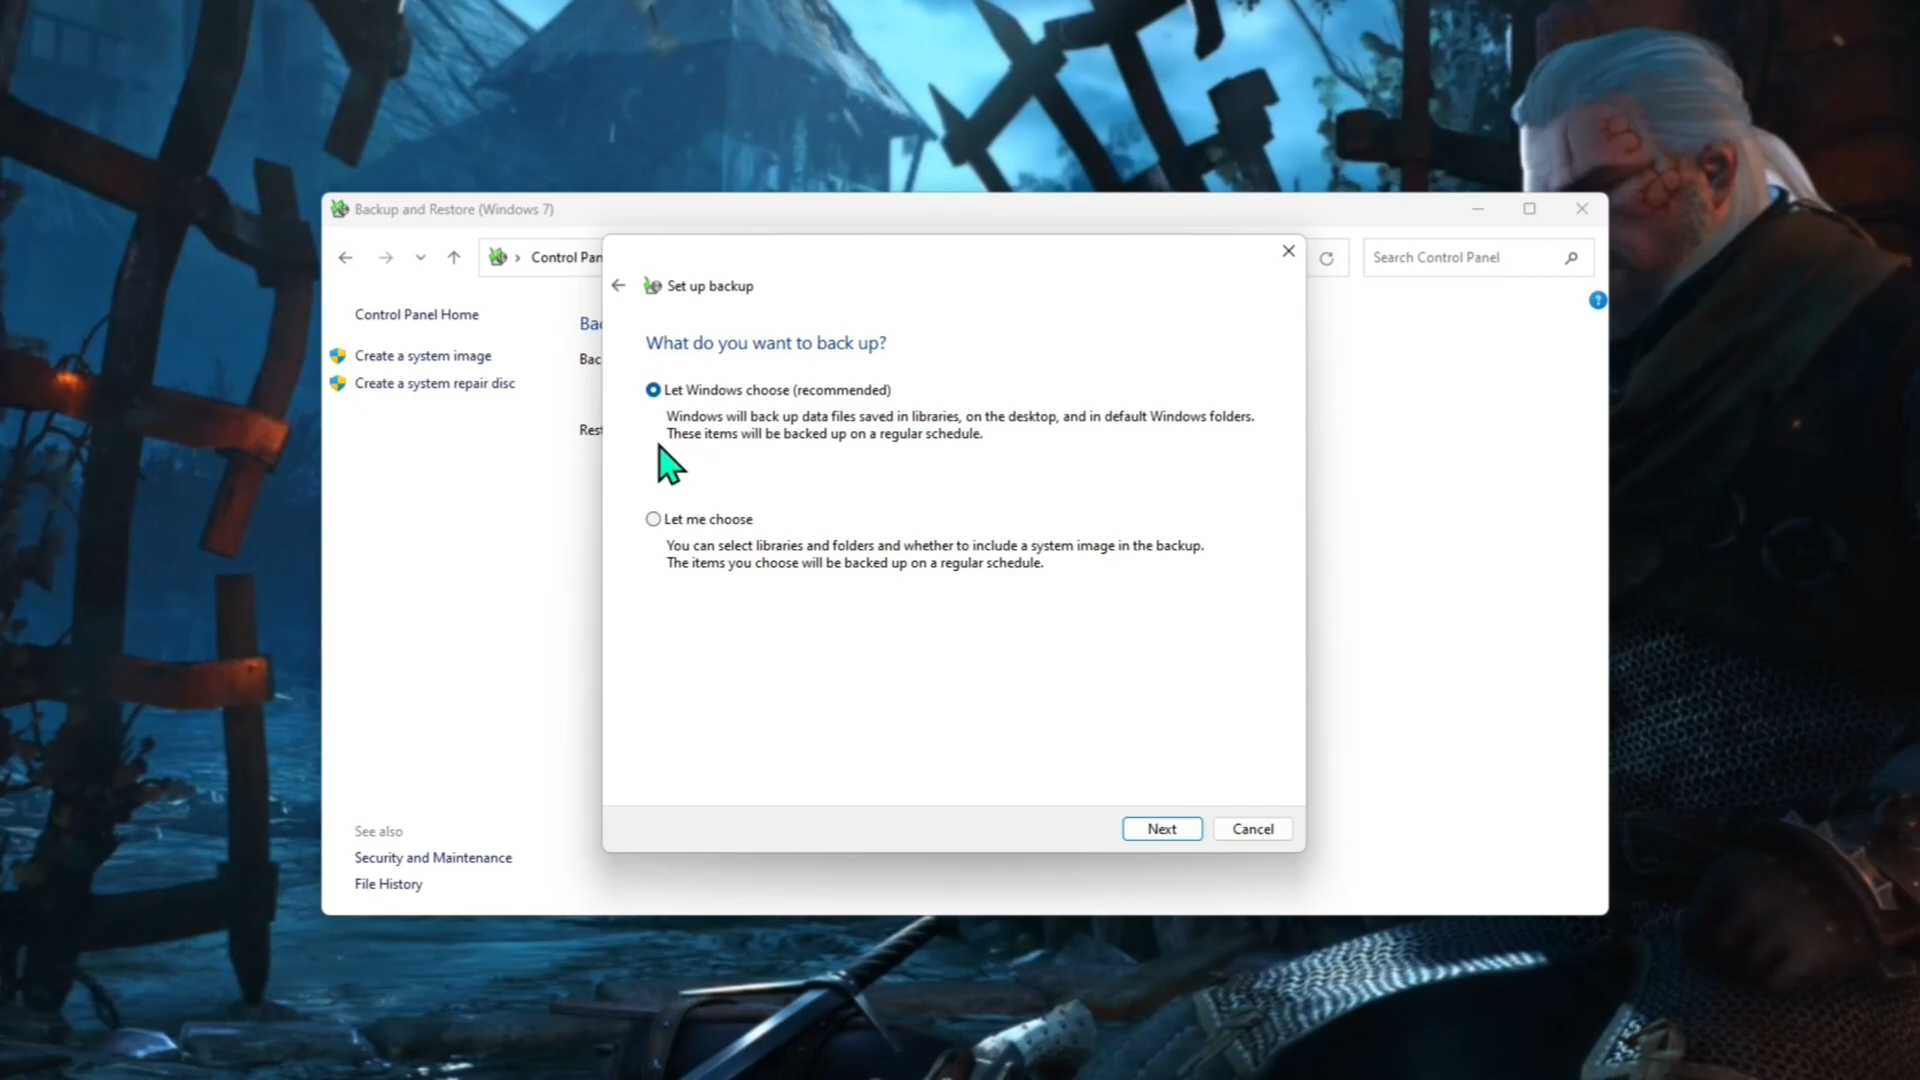 Backup and Restore (Windows 7)
Control Pan
Search Control Panel
Control Panel Home
Create a system image
Create a system repair disc
Bac
Bac
Rest
Set up backup
What do you want to back up?
Let Windows choose (recommended)
Windows will back up data files saved in libraries, on the desktop, and in default Windows folders.
These items will be backed up on a regular schedule.
Let me choose
You can select libraries and folders and whether to include a system image in the backup.
The items you choose will be backed up on a regular schedule.
Next
Cancel
See also
Security and Maintenance
File History